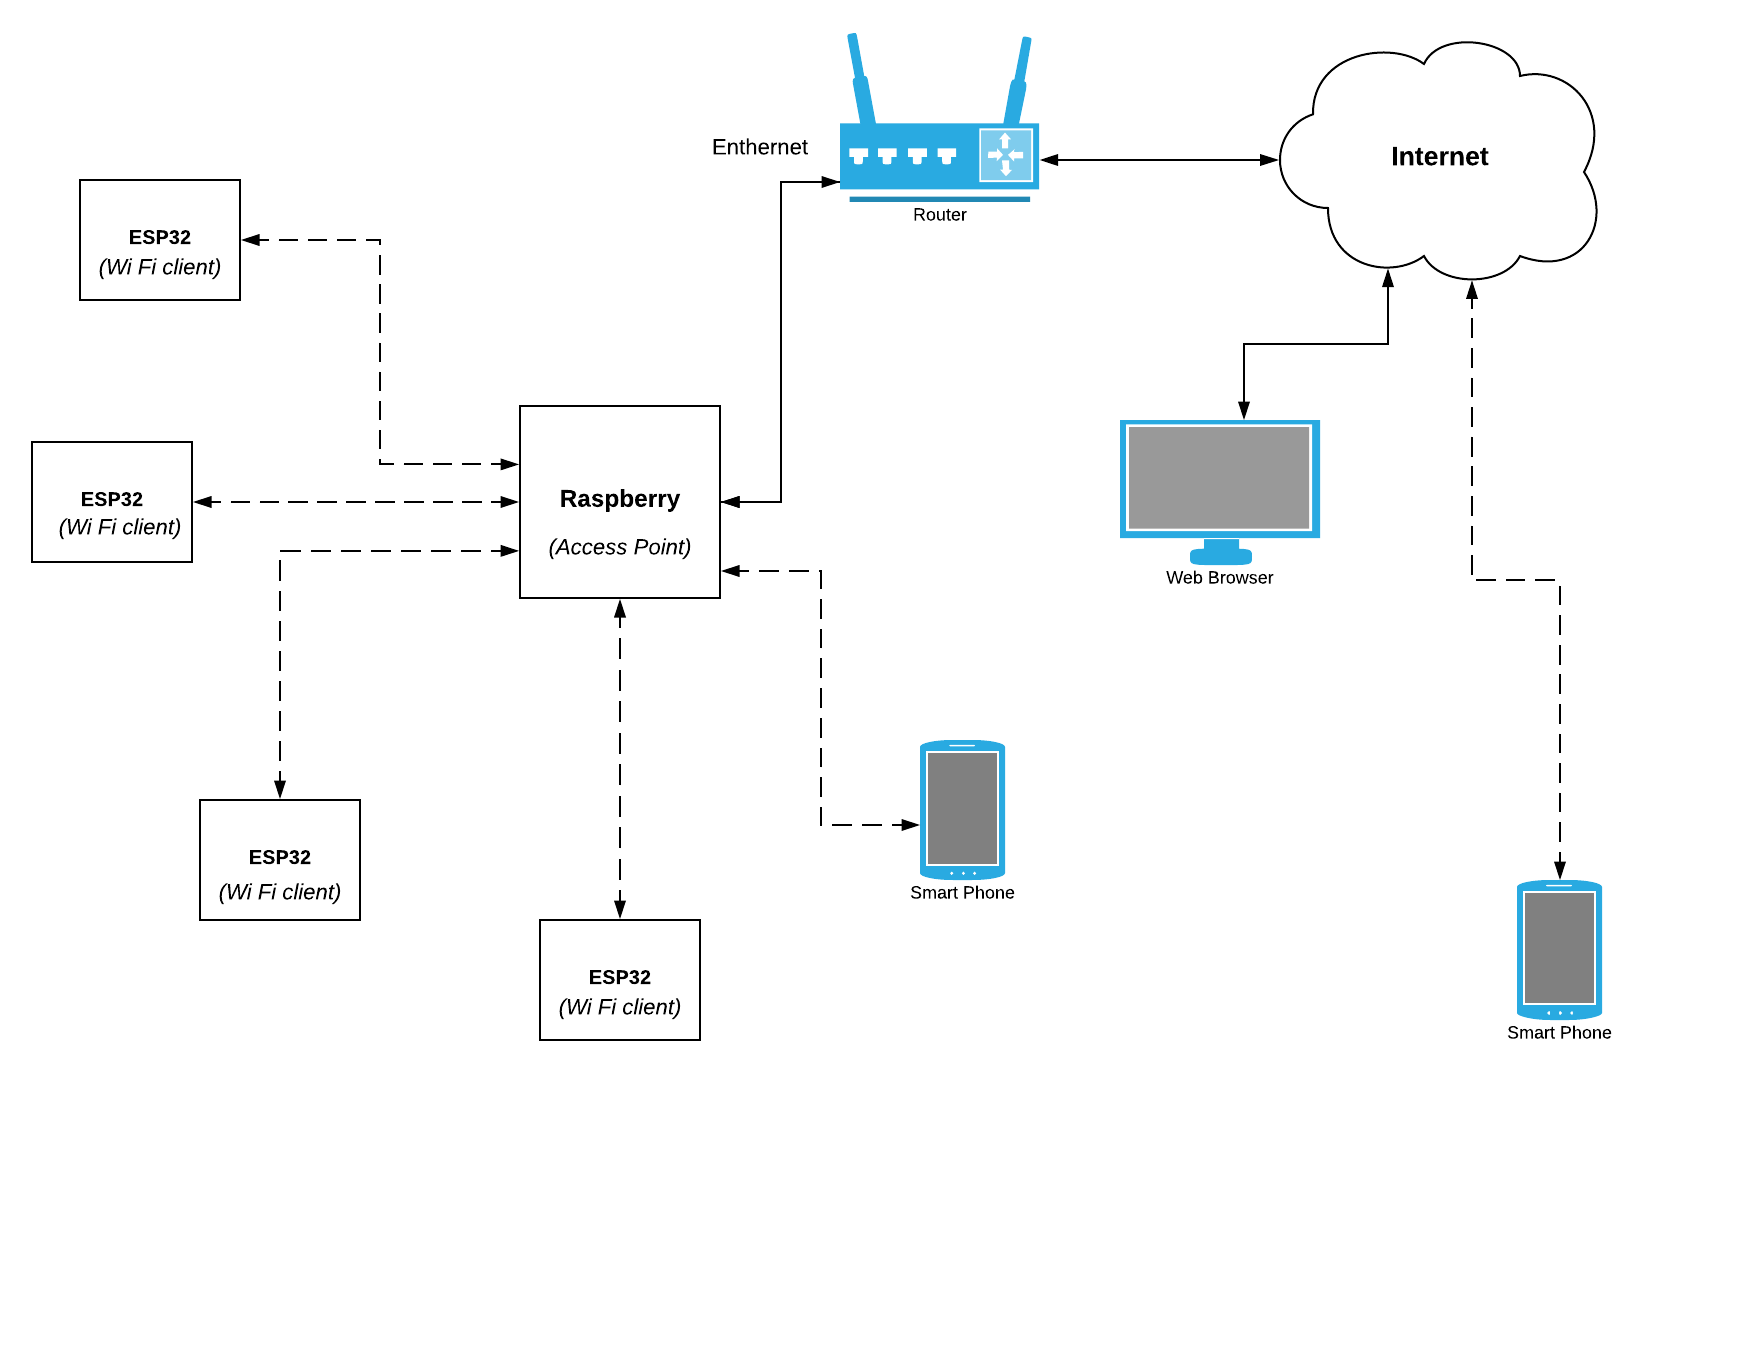 Enthernet
Router
Internet
ESP32
(Wi Fi client)
ESP32
(Wi Fi client)
Raspberry
(Access Point)
Web Browser
ESP32
(Wi Fi client)
Smart Phone
ESP32
(Wi Fi client)
Smart Phone